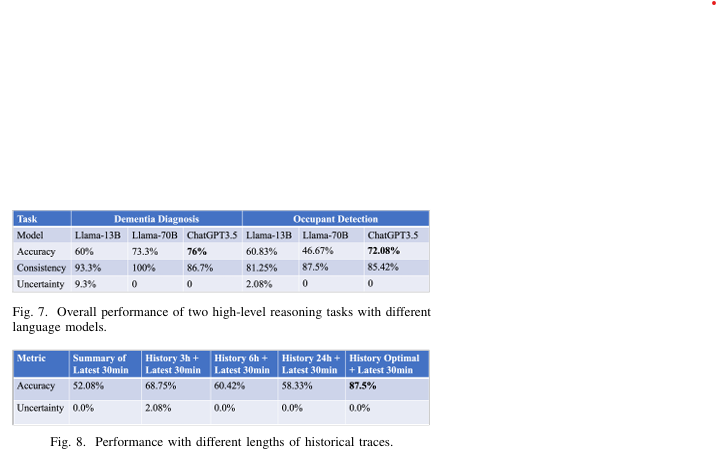 Task Dementia Diagnosis Occupant Detection
Model Llama-13B Llama-70B ChatGPT3.5 Llama-13B Llama-70B ChatGPT3.5
Accuracy 60% 73.3% 76% 60.83% 46.67% 72.08%
Consistency 93.3% 100% 86.7% 81.25% 87.5% 85.42%
Uncertainty 9.3% 0 0 2.08% 0 0
Fig. 7. Overall performance of two high-level reasoning tasks with different
language models.
Metric Summary of History 3h + History 6h + History 24h + History Optimal
Latest 30min Latest 30min Latest 30min Latest 30min + Latest 30min
Accuracy 52.08% 68.75% 60.42% 58.33% 87.5%
Uncertainty 0.0% 2.08% 0.0% 0.0% 0.0%
Fig. 8. Performance with different lengths of historical traces.